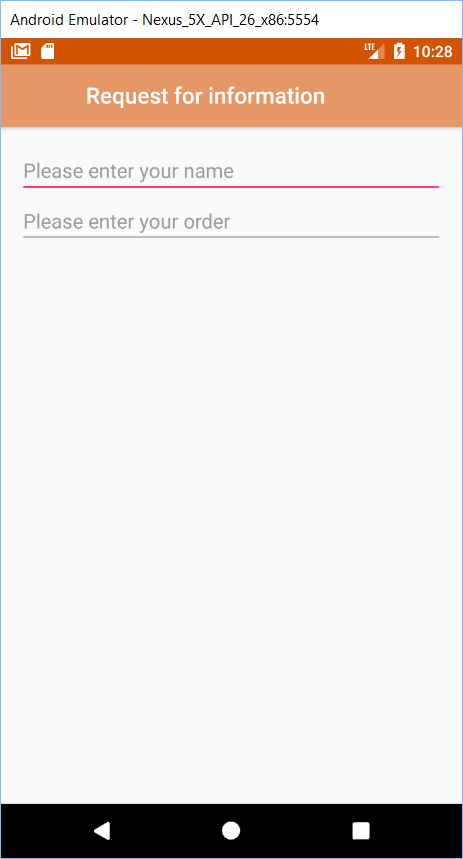 Android Emulator - Nexus_5X_API_26_x86:5554
LTE 10:28
Request for information
Please enter your name
Please enter your order